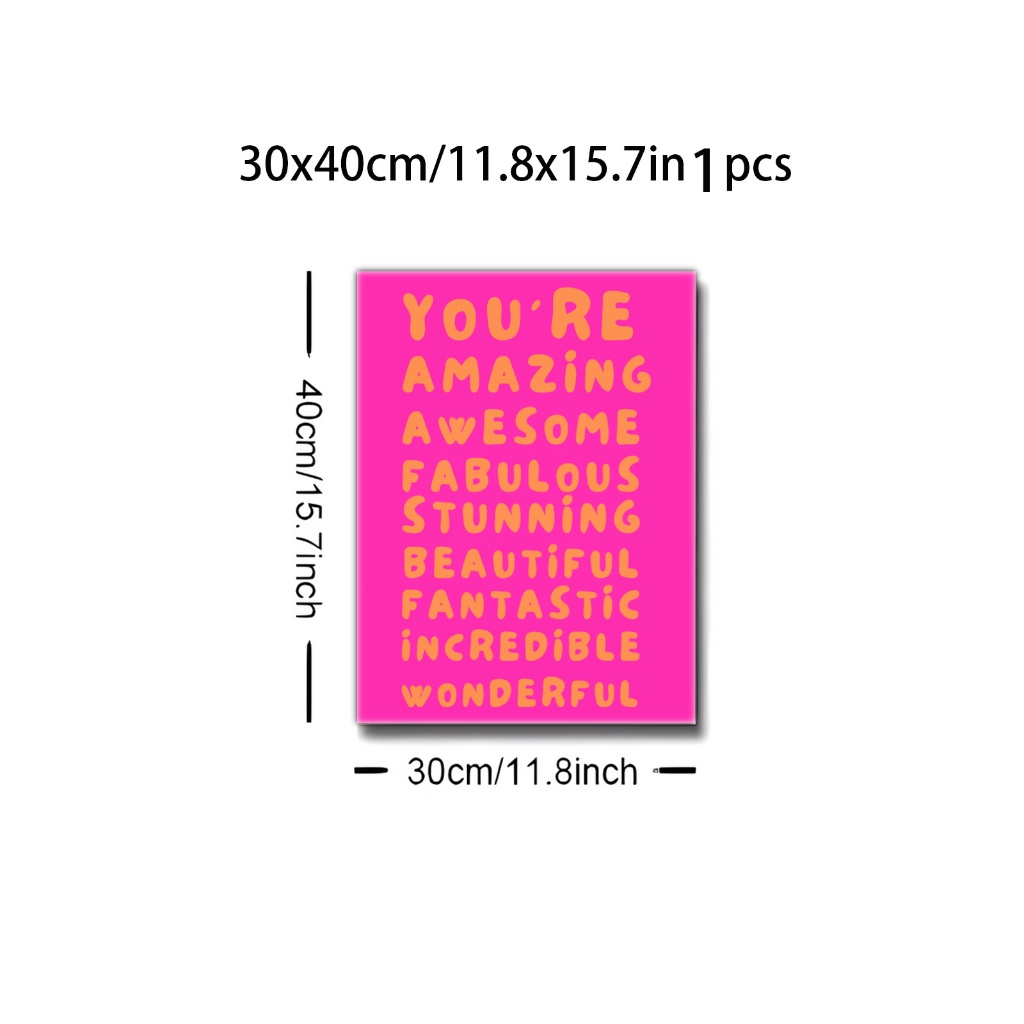 30x40cm/11.8x15.7in 1 pcs
YOU'RE
AMAZiNG
AWESOME
FABULOUS
STUNNiNG
BEAUTiFUL
FANTASTiC
iNCREDiBLE
WONDERFUL
40cm/15.7inch
30cm/11.8inch